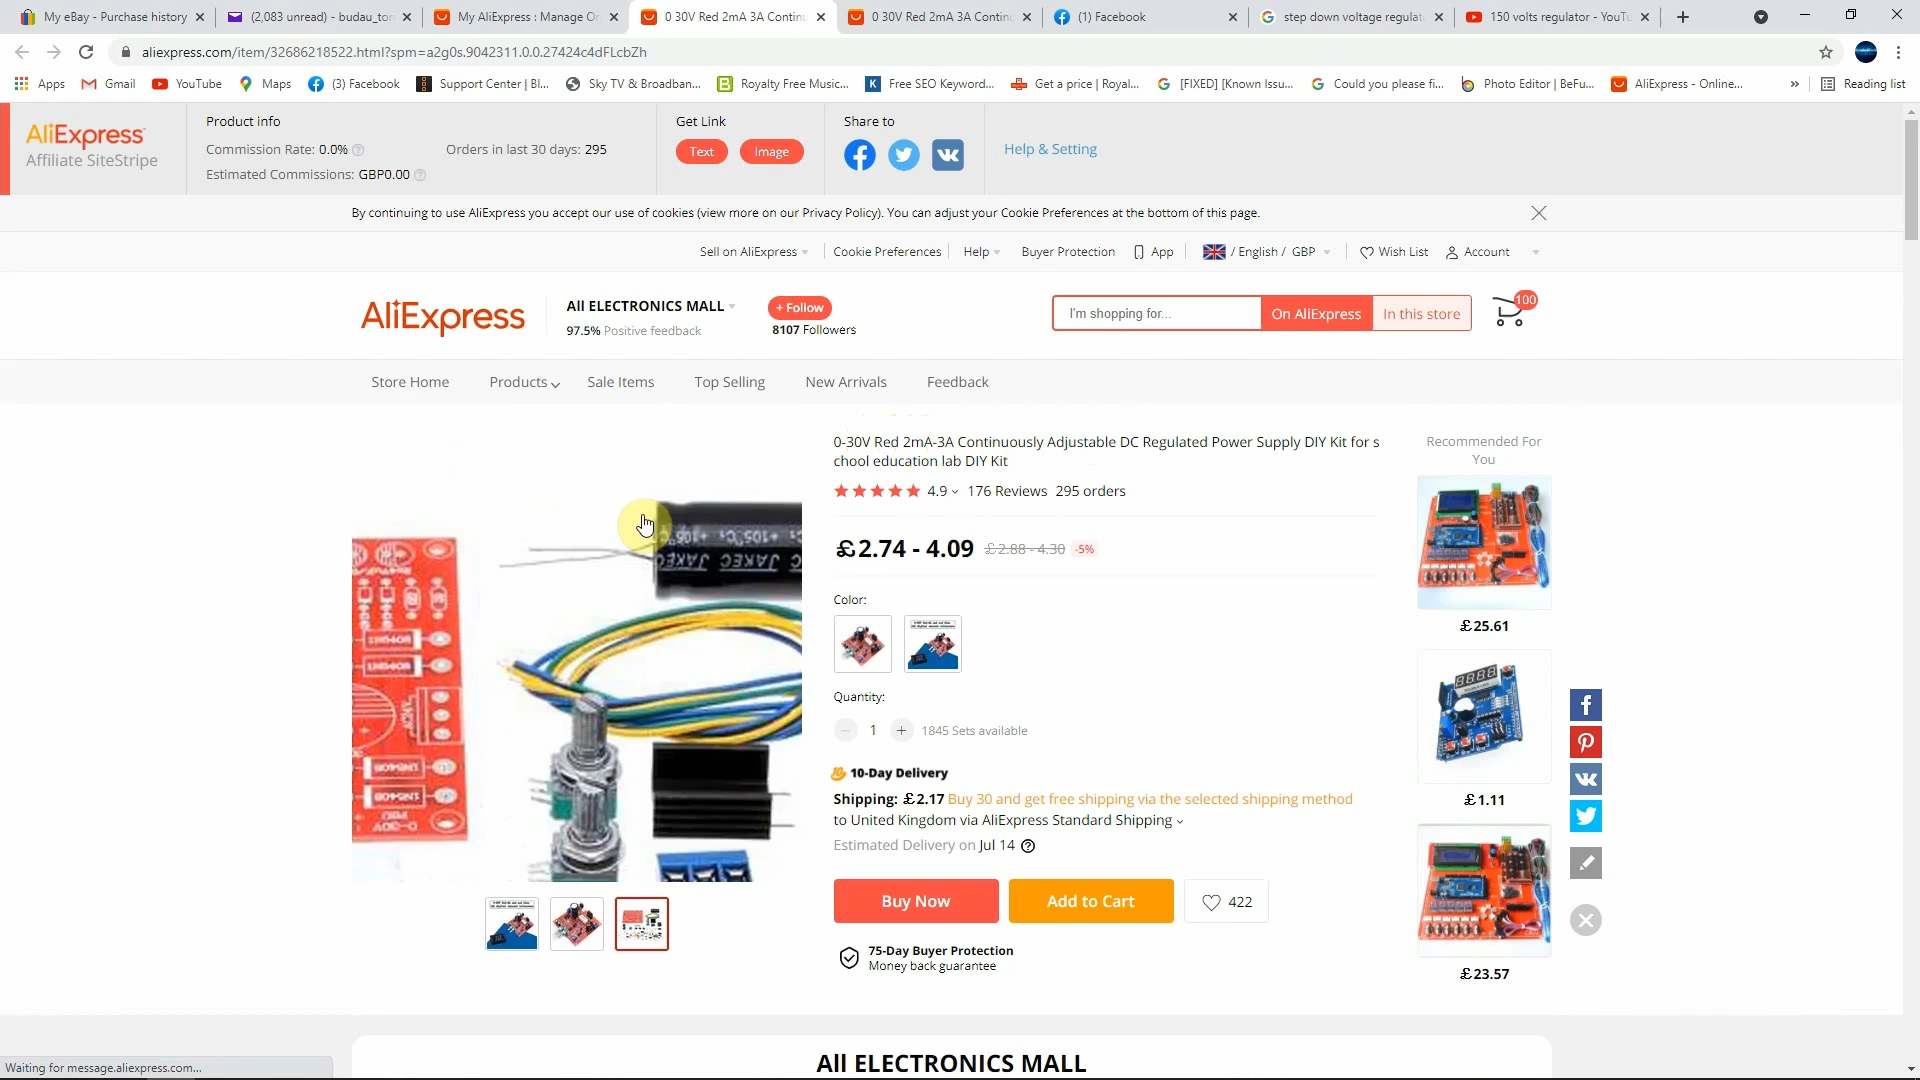 My eBay - Purchase history
(2,083 unread) - budau_ton
My AliExpress : Manage Or
0 30V Red 2mA 3A Continu
0 30V Red 2mA 3A Continu
(1) Facebook
step down voltage regulat
150 volts regulator - YouTu
aliexpress.com/item/32686218522.html?spm=a2g0s.9042311.0.0.27424c4dFLcbZh
Apps
Gmail
YouTube
Maps
(3) Facebook
Support Center | Bl...
Sky TV & Broadban...
Royalty Free Music...
Free SEO Keyword...
Get a price | Royal...
[FIXED] [Known Issu...
Could you please fi...
Photo Editor | BeFu...
AliExpress - Online...
»
Reading list
AliExpress
Affiliate SiteStripe
Product info
Commission Rate: 0.0%
Orders in last 30 days: 295
Estimated Commissions: GBP0.00
Get Link
Text
Image
Share to
Help & Setting
By continuing to use AliExpress you accept our use of cookies (view more on our Privacy Policy). You can adjust your Cookie Preferences at the bottom of this page.
Sell on AliExpress
Cookie Preferences
Help
Buyer Protection
App
/ English / GBP
Wish List
Account
AliExpress
All ELECTRONICS MALL
97.5% Positive feedback
+ Follow
8107 Followers
I'm shopping for...
On AliExpress
In this store
100
Store Home
Products
Sale Items
Top Selling
New Arrivals
Feedback
0-30V Red 2mA-3A Continuously Adjustable DC Regulated Power Supply DIY Kit for s
chool education lab DIY Kit
4.9
176 Reviews
295 orders
£2.74 - 4.09
£2.88 - 4.30
-5%
Color:
Quantity:
1
1845 Sets available
10-Day Delivery
Shipping: £2.17 Buy 30 and get free shipping via the selected shipping method
to United Kingdom via AliExpress Standard Shipping
Estimated Delivery on Jul 14
Buy Now
Add to Cart
422
75-Day Buyer Protection
Money back guarantee
Recommended For
You
£25.61
£1.11
£23.57
JAKEC JAKEC
1N5408
1N5408
1N5408
1N5408
0-30V
All ELECTRONICS MALL
Waiting for message.aliexpress.com...